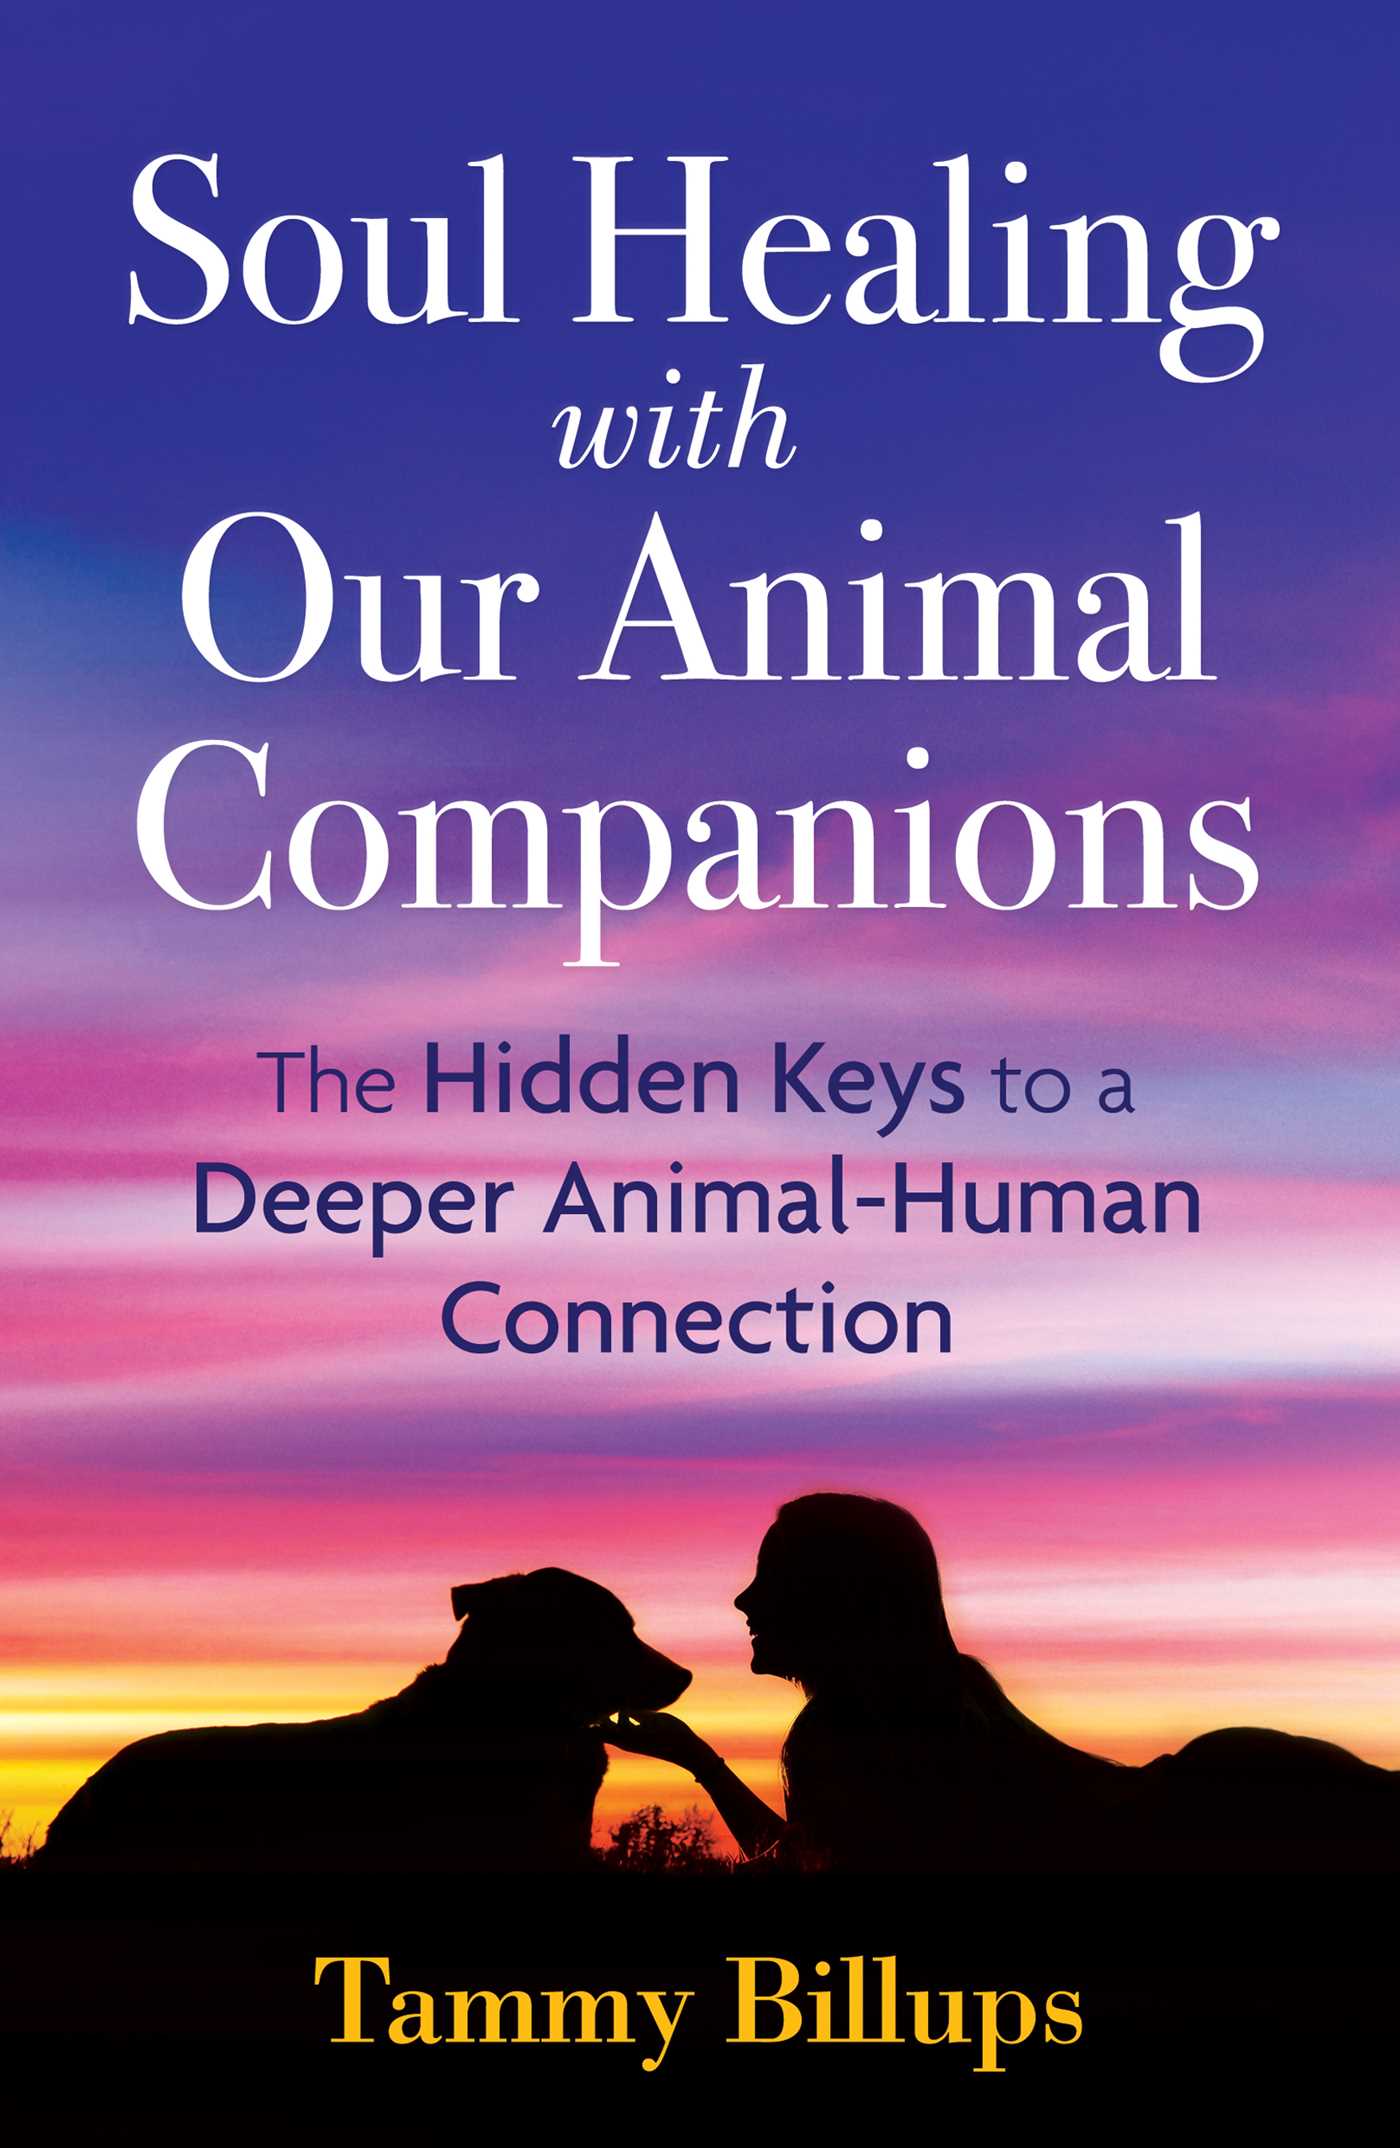 Soul Healing
with
Our Animal
Companions
The Hidden Keys to a
Deeper Animal-Human
Connection
Tammy Billups